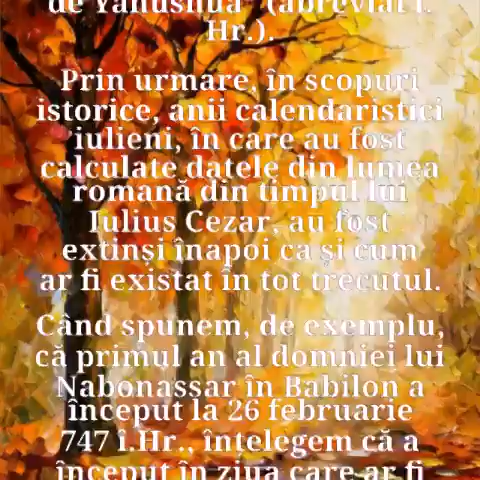 de Yahushua" (abreviat î.
Hr.).
Prin urmare, în scopuri
istorice, anii calendaristici
iulieni, în care au fost
calculate datele din lumea
romană din timpul lui
Iulius Cezar, au fost
extinși înapoi ca și cum
ar fi existat în tot trecutul.
Când spunem, de exemplu,
că primul an al domniei lui
Nabonassar în Babilon a
început la 26 februarie
747 î.Hr., înțelegem că a
început în ziua care ar fi